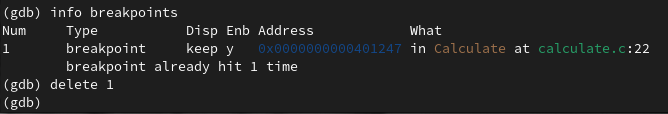 (gdb) info breakpoints
Num     Type           Disp Enb Address            What
1       breakpoint     keep y   0x0000000000401247 in Calculate at calculate.c:22
        breakpoint already hit 1 time
(gdb) delete 1
(gdb)